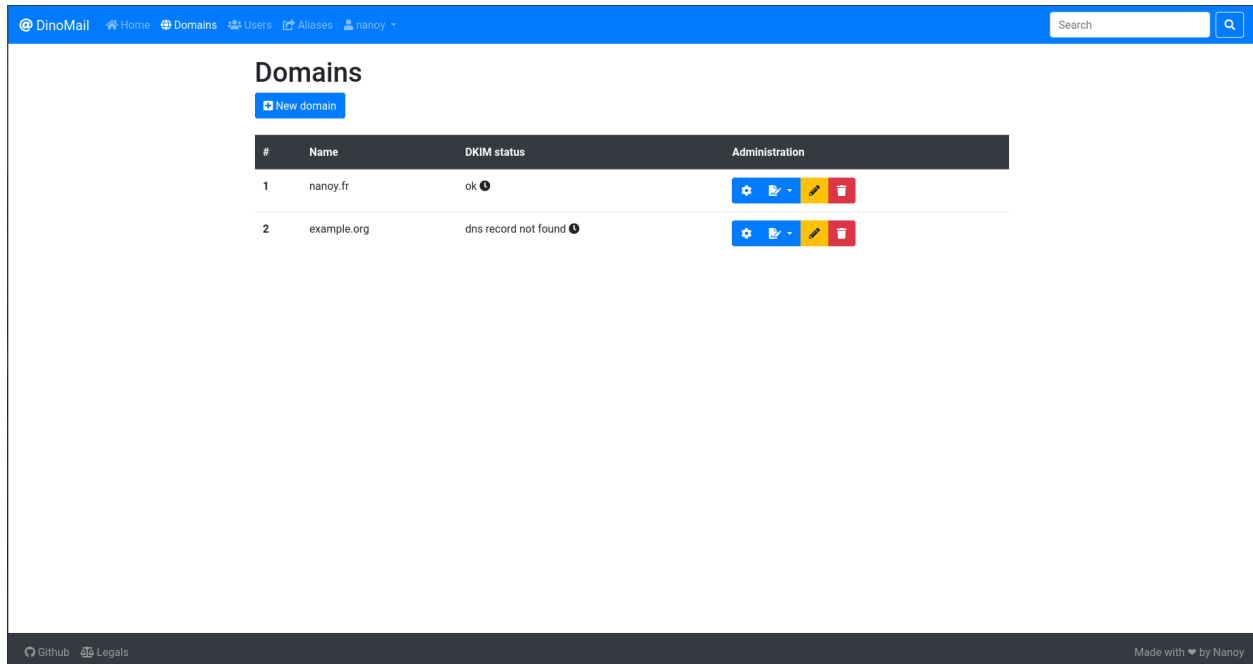 @ DinoMail Home Domains Users Aliases nanoy Search
Domains
New domain
# Name DKIM status Administration
1 nanoy.fr ok
2 example.org dns record not found
Github Legals Made with ❤ by Nanoy